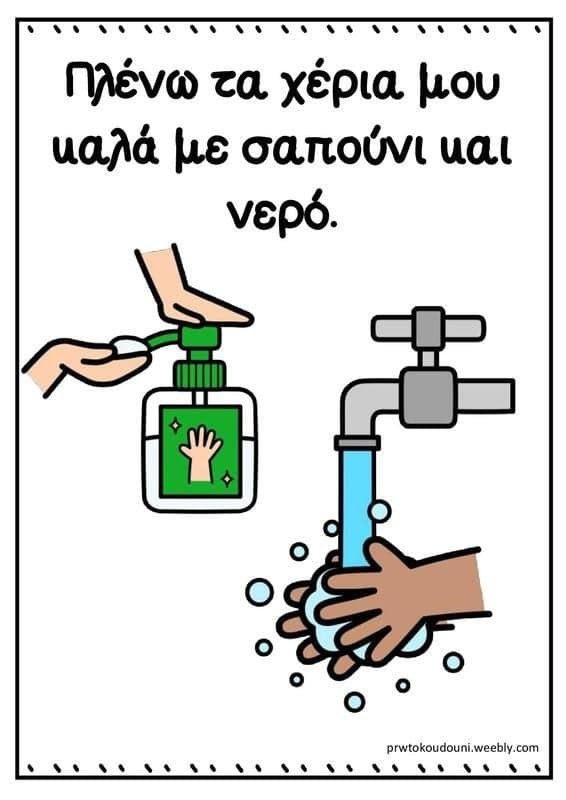 Πλένω τα χέρια μου
καλά με σαπούνι και
νερό.
prwtokoudouni.weebly.com